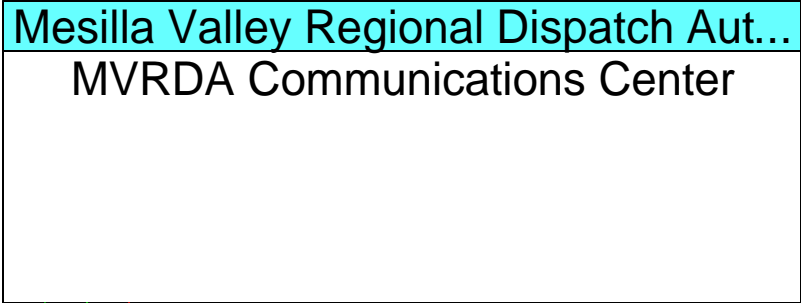 Mesilla Valley Regional Dispatch Aut...
MVRDA Communications Center